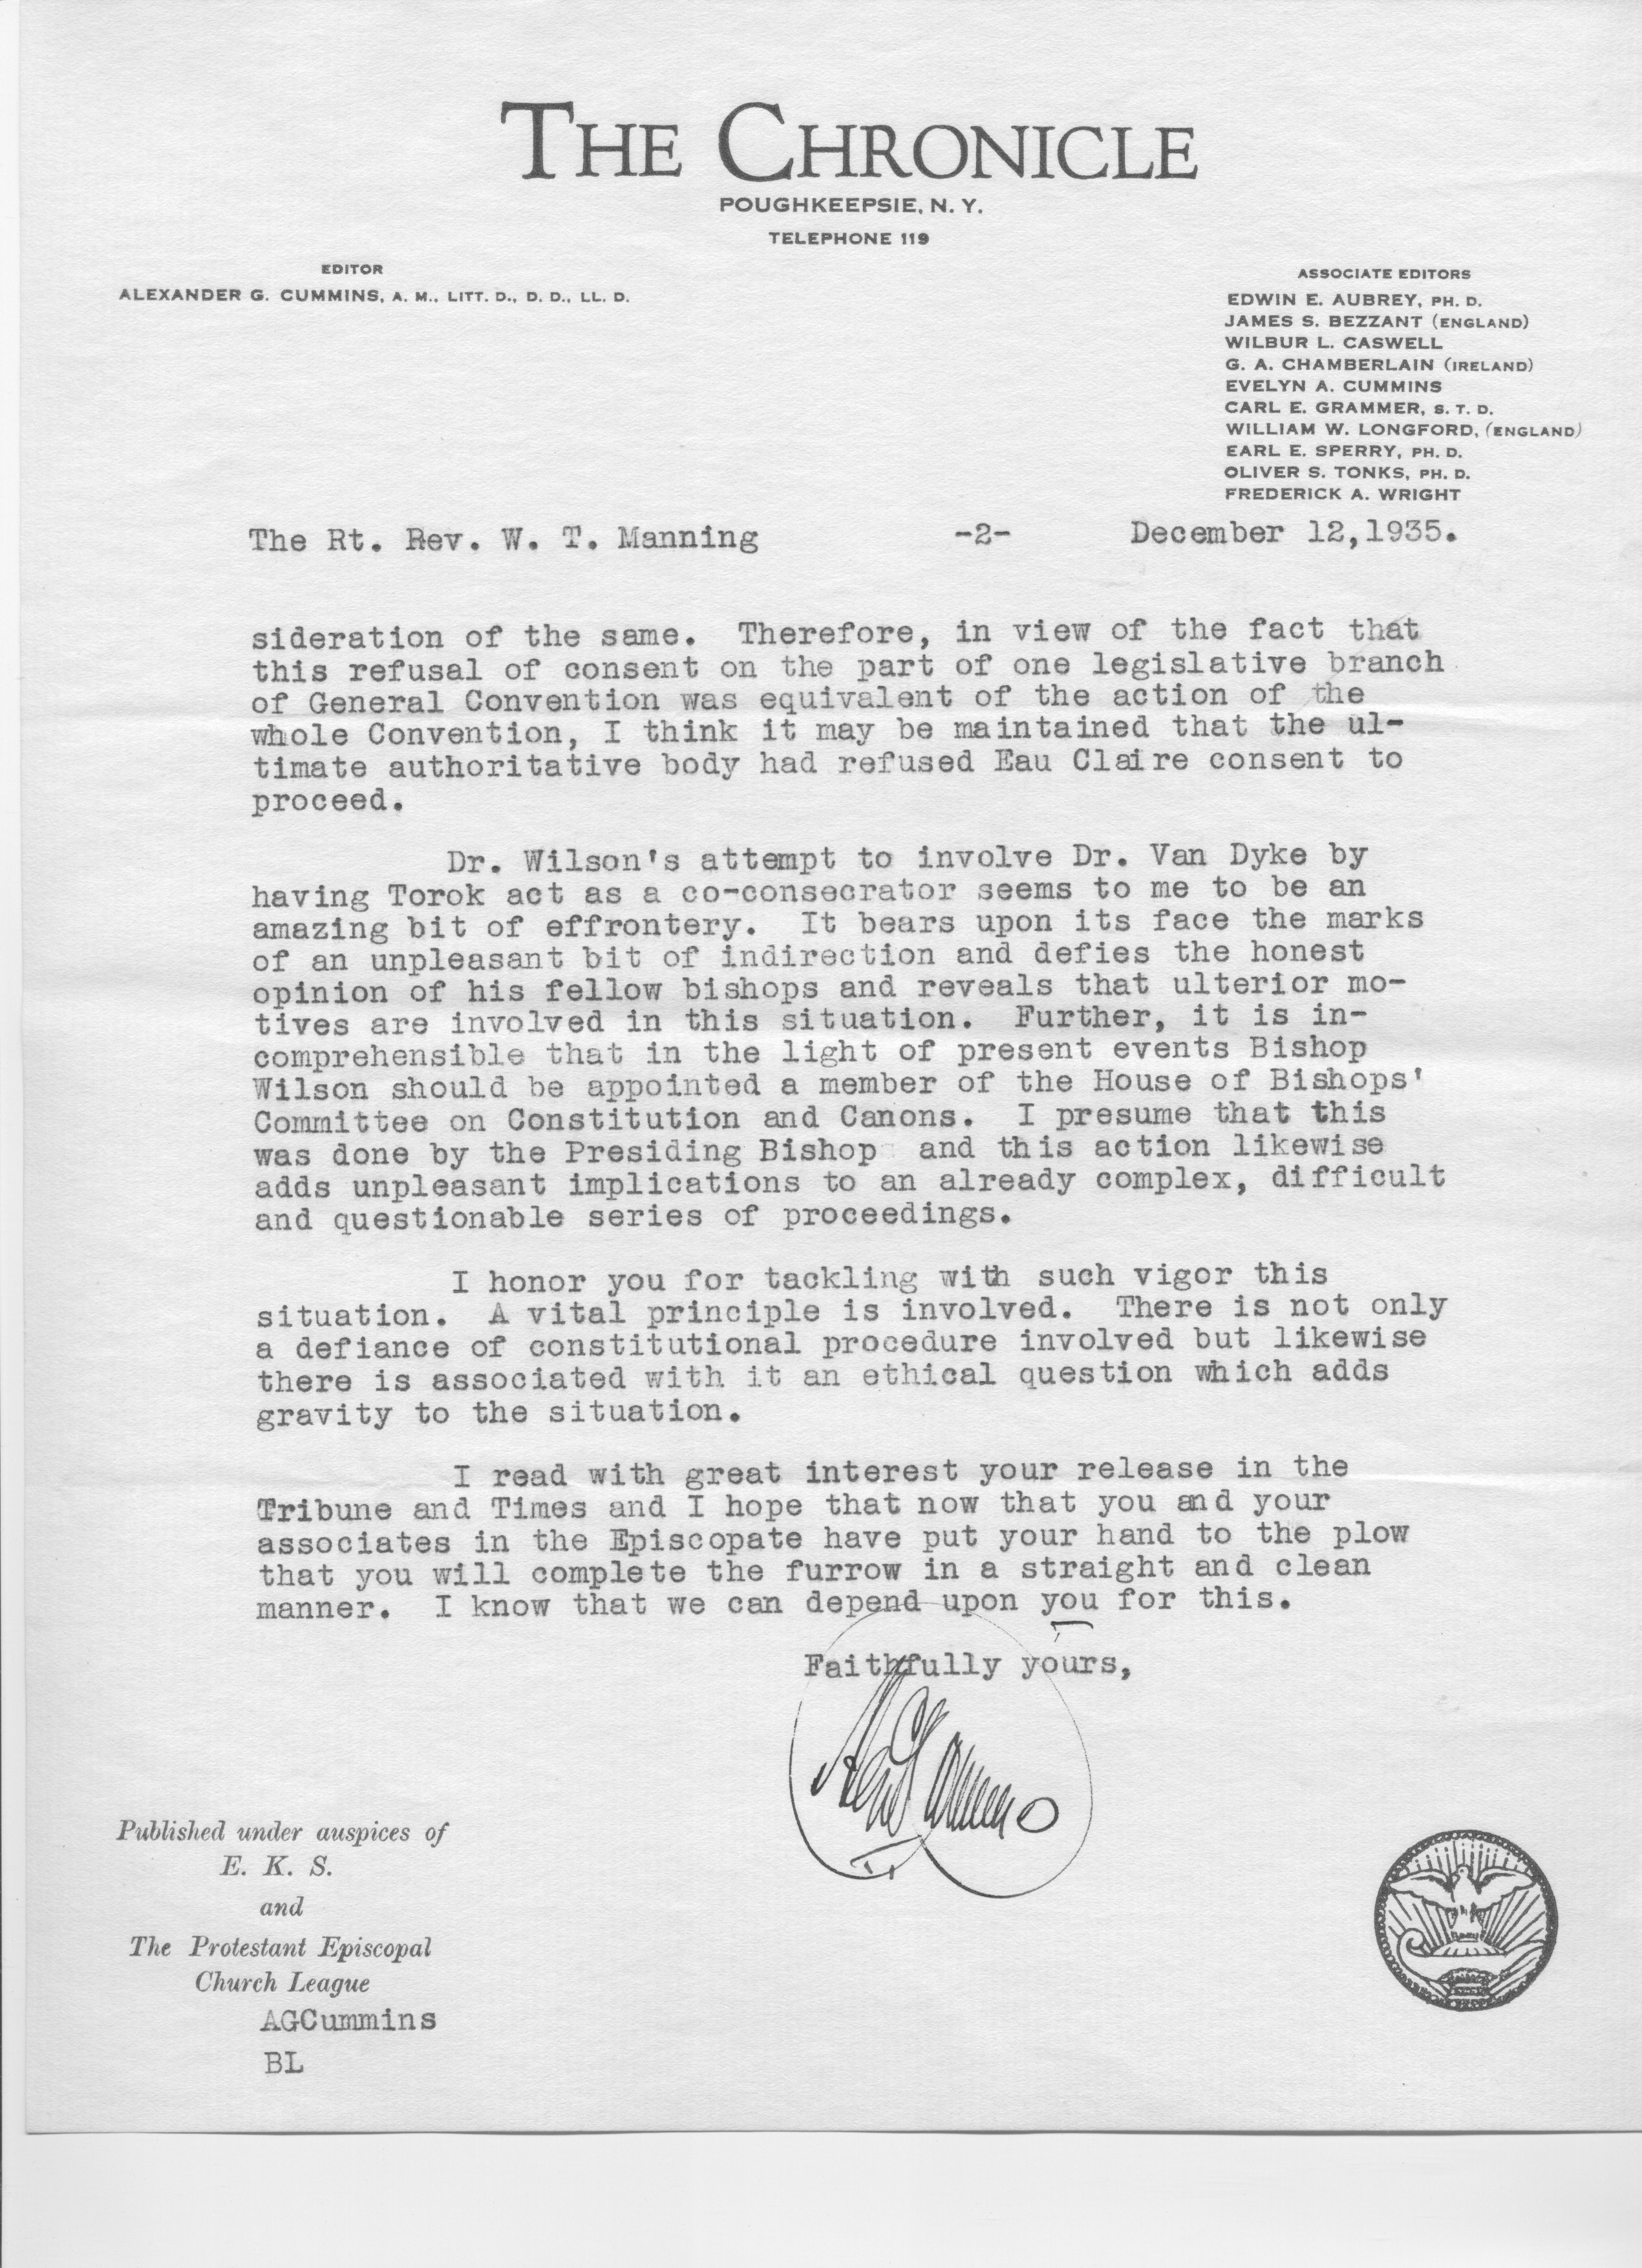 THE CHRONICLE
POUGHKEEPSIE, N. Y.
TELEPHONE 119
EDITOR
ALEXANDER G. CUMMINS, A. M., LITT. D., D. D., LL. D.
ASSOCIATE EDITORS
EDWIN E. AUBREY, PH. D.
JAMES S. BEZZANT (ENGLAND)
WILBUR L. CASWELL
G. A. CHAMBERLAIN (IRELAND)
EVELYN A. CUMMINS
CARL E. GRAMMER, S. T. D.
WILLIAM W. LONGFORD, (ENGLAND)
EARL E. SPERRY, PH. D.
OLIVER S. TONKS, PH. D.
FREDERICK A. WRIGHT
The Rt. Rev. W. T. Manning -2- December 12,1935.
sideration of the same. Therefore, in view of the fact that
this refusal of consent on the part of one legislative branch
of General Convention was equivalent of the action of the
whole Convention, I think it may be maintained that the ul-
timate authoritative body had refused Eau Claire consent to
proceed.
Dr. Wilson's attempt to involve Dr. Van Dyke by
having Torok act as a co-consecrator seems to me to be an
amazing bit of effrontery. It bears upon its face the marks
of an unpleasant bit of indirection and defies the honest
opinion of his fellow bishops and reveals that ulterior mo-
tives are involved in this situation. Further, it is in-
comprehensible that in the light of present events Bishop
Wilson should be appointed a member of the House of Bishops'
Committee on Constitution and Canons. I presume that this
was done by the Presiding Bishop and this action likewise
adds unpleasant implications to an already complex, difficult
and questionable series of proceedings.
I honor you for tackling with such vigor this
situation. A vital principle is involved. There is not only
a defiance of constitutional procedure involved but likewise
there is associated with it an ethical question which adds
gravity to the situation.
I read with great interest your release in the
Tribune and Times and I hope that now that you and your
associates in the Episcopate have put your hand to the plow
that you will complete the furrow in a straight and clean
manner. I know that we can depend upon you for this.
Faithfully yours,
Published under auspices of
E. K. S.
and
The Protestant Episcopal
Church League
AGCummins
BL